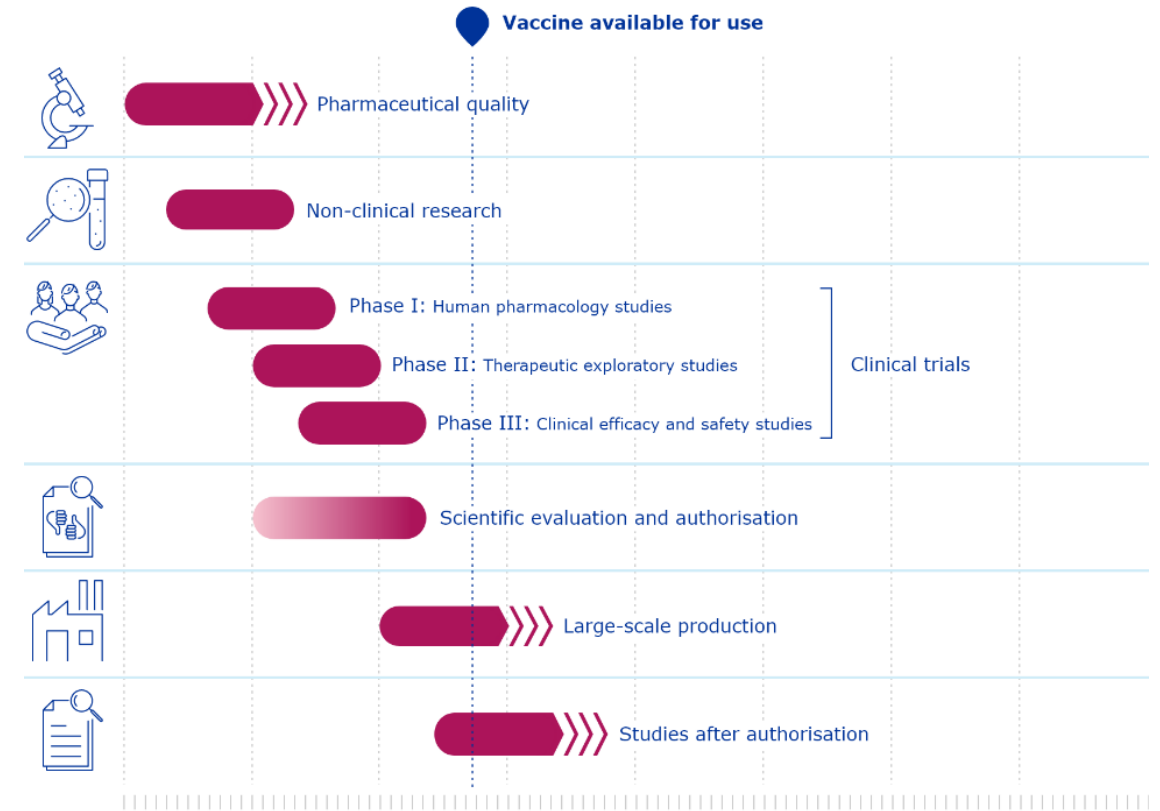 Vaccine available for use
Pharmaceutical quality
Non-clinical research
Phase I: Human pharmacology studies
Phase II: Therapeutic exploratory studies
Clinical trials
Phase III: Clinical efficacy and safety studies
Scientific evaluation and authorisation
Large-scale production
Studies after authorisation